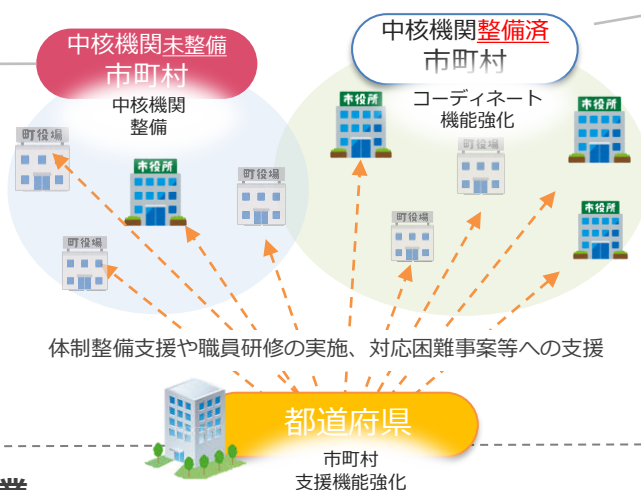 中核機関未整備
市町村
中核機関
整備
中核機関整備済
市町村
コーディネート
機能強化
町役場
市役所
町役場
町役場
市役所
町役場
市役所
町役場
市役所
体制整備支援や職員研修の実施、対応困難事案等への支援
都道府県
市町村
支援機能強化
業